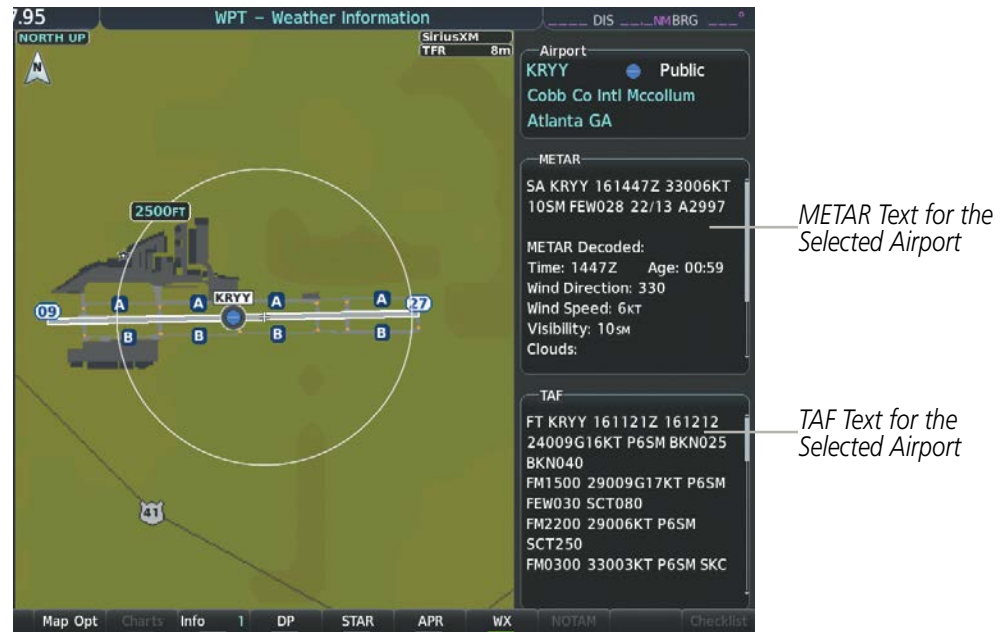 7.95
WPT – Weather Information
____ DIS __._NM BRG ___°
NORTH UP
N
SiriusXM
TFR 8m
2500FT
09
A
A
KRYY
A
A
27
B
B
B
B
41
Airport
KRYY Public
Cobb Co Intl Mccollum
Atlanta GA
METAR
SA KRYY 161447Z 33006KT
10SM FEW028 22/13 A2997
METAR Decoded:
Time: 1447Z Age: 00:59
Wind Direction: 330
Wind Speed: 6KT
Visibility: 10SM
Clouds:
TAF
FT KRYY 161121Z 161212
24009G16KT P6SM BKN025
BKN040
FM1500 29009G17KT P6SM
FEW030 SCT080
FM2200 29006KT P6SM
SCT250
FM0300 33003KT P6SM SKC
METAR Text for the
Selected Airport
TAF Text for the
Selected Airport
Map Opt Charts Info 1 DP STAR APR WX NOTAM Checklist